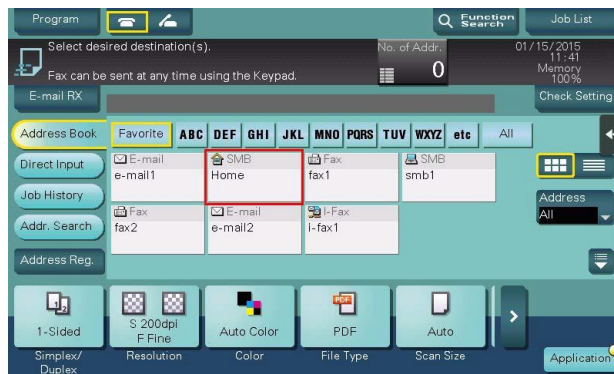 Program
Function Search
Job List
Select desired destination(s).
Fax can be sent at any time using the Keypad.
No. of Addr.
0
01/15/2015
11:41
Memory
100%
E-mail RX
Check Setting
Address Book
Favorite
ABC
DEF
GHI
JKL
MNO
PQRS
TUV
WXYZ
etc
All
Direct Input
Job History
Addr. Search
Address Reg.
E-mail
e-mail1
SMB
Home
Fax
fax1
SMB
smb1
Fax
fax2
E-mail
e-mail2
I-Fax
I-fax1
Address
All
1-Sided
S 200dpi
F Fine
Auto Color
PDF
PDF
Auto
Simplex/
Duplex
Resolution
Color
File Type
Scan Size
Application